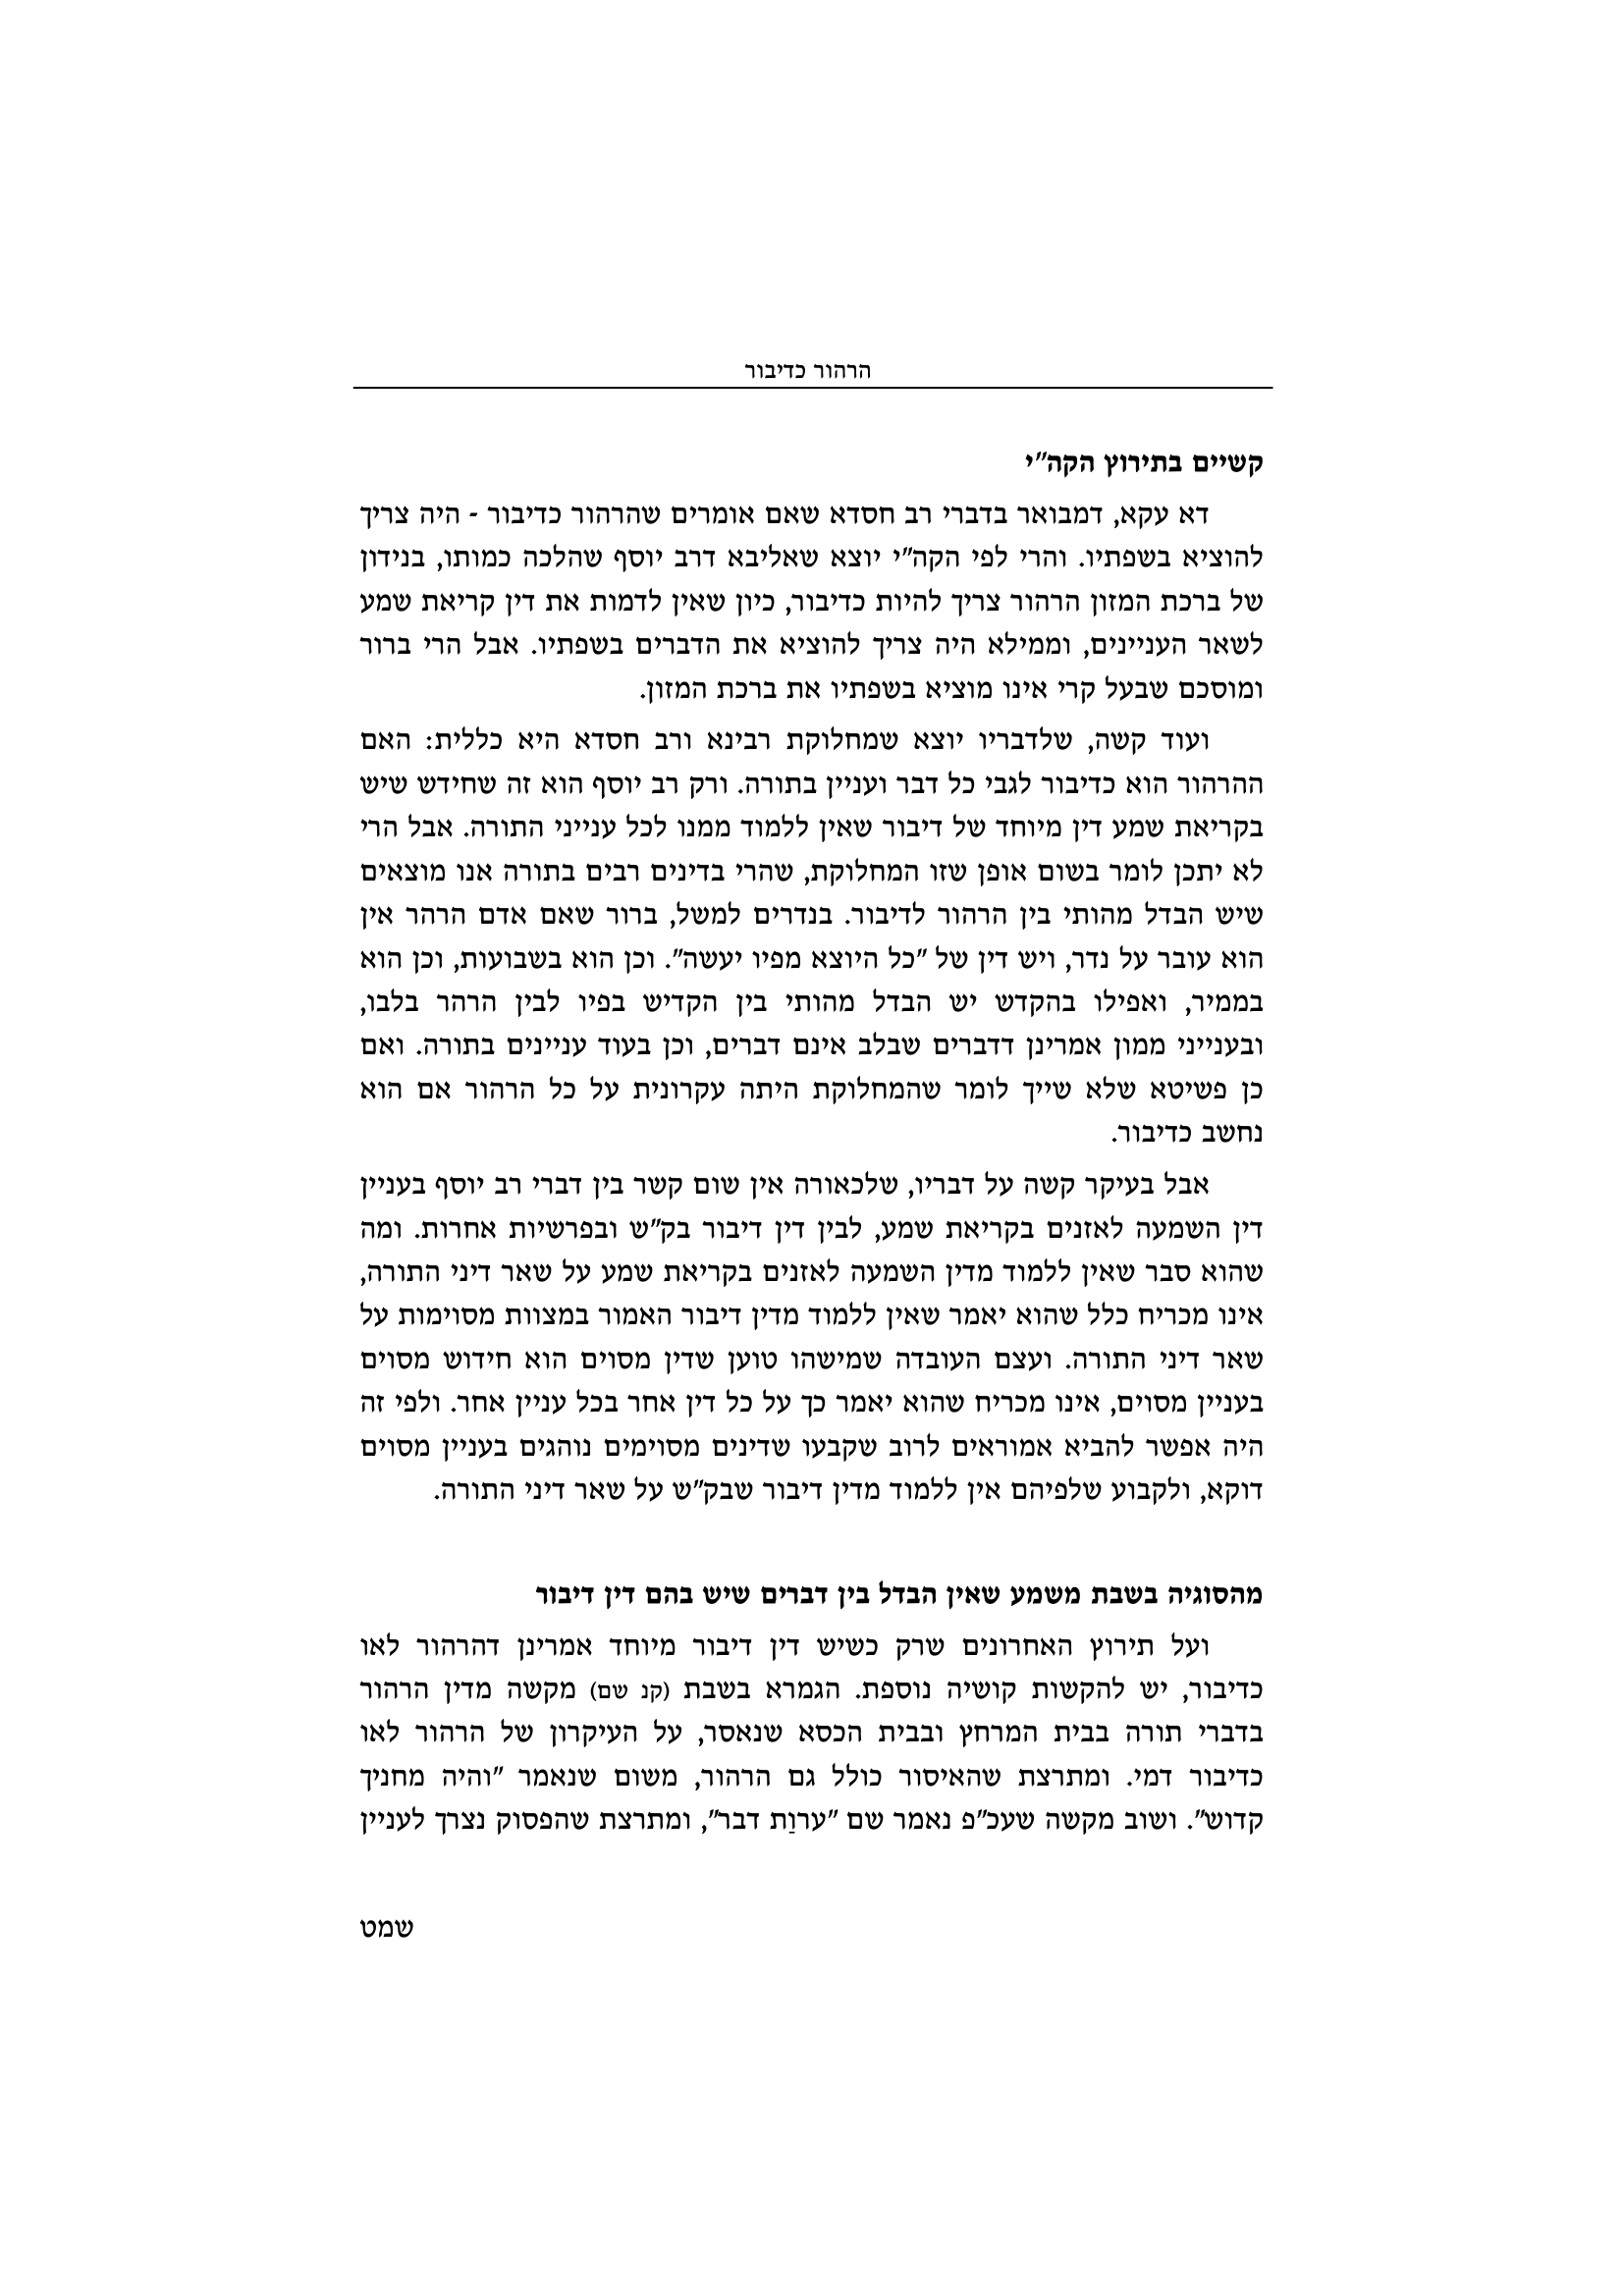 הרהור כדיבור
קשיים בתירוץ הקה"י
דא עקא, דמבואר בדברי רב חסדא שאם אומרים שהרהור כדיבור - היה צריך
להוציא בשפתיו. והרי לפי הקה"י יוצא שאליבא דרב יוסף שהלכה כמותו, בנידון
של ברכת המזון הרהור צריך להיות כדיבור, כיון שאין לדמות את דין קריאת שמע
לשאר העניינים, וממילא היה צריך להוציא את הדברים בשפתיו. אבל הרי ברור
ומוסכם שבעל קרי אינו מוציא בשפתיו את ברכת המזון.
ועוד קשה, שלדבריו יוצא שמחלוקת רבינא ורב חסדא היא כללית: האם
ההרהור הוא כדיבור לגבי כל דבר ועניין בתורה. ורק רב יוסף הוא זה שחידש שיש
בקריאת שמע דין מיוחד של דיבור שאין ללמוד ממנו לכל ענייני התורה. אבל הרי
לא יתכן לומר בשום אופן שזו המחלוקת, שהרי בדינים רבים בתורה אנו מוצאים
שיש הבדל מהותי בין הרהור לדיבור. בנדרים למשל, ברור שאם אדם הרהר אין
הוא עובר על נדר, ויש דין של "כל היוצא מפיו יעשה". וכן הוא בשבועות, וכן הוא
בממיר, ואפילו בהקדש יש הבדל מהותי בין הקדיש בפיו לבין הרהר בלבו,
ובענייני ממון אמרינן דדברים שבלב אינם דברים, וכן בעוד עניינים בתורה. ואם
כן פשיטא שלא שייך לומר שהמחלוקת היתה עקרונית על כל הרהור אם הוא
נחשב כדיבור.
אבל בעיקר קשה על דבריו, שלכאורה אין שום קשר בין דברי רב יוסף בעניין
דין השמעה לאזנים בקריאת שמע, לבין דין דיבור בק"ש ובפרשיות אחרות. ומה
שהוא סבר שאין ללמוד מדין השמעה לאזנים בקריאת שמע על שאר דיני התורה,
אינו מכריח כלל שהוא יאמר שאין ללמוד מדין דיבור האמור במצוות מסוימות על
שאר דיני התורה. ועצם העובדה שמישהו טוען שדין מסוים הוא חידוש מסוים
בעניין מסוים, אינו מכריח שהוא יאמר כך על כל דין אחר בכל עניין אחר. ולפי זה
היה אפשר להביא אמוראים לרוב שקבעו שדינים מסוימים נוהגים בעניין מסוים
דוקא, ולקבוע שלפיהם אין ללמוד מדין דיבור שבק"ש על שאר דיני התורה.
מהסוגיה בשבת משמע שאין הבדל בין דברים שיש בהם דין דיבור
ועל תירוץ האחרונים שרק כשיש דין דיבור מיוחד אמרינן דהרהור לאו
כדיבור, יש להקשות קושיה נוספת. הגמרא בשבת (קנ שם) מקשה מדין הרהור
בדברי תורה בבית המרחץ ובבית הכסא שנאסר, על העיקרון של הרהור לאו
כדיבור דמי. ומתרצת שהאיסור כולל גם הרהור, משום שנאמר "והיה מחניך
קדוש". ושוב מקשה שעכ"פ נאמר שם "ערוַת דבר", ומתרצת שהפסוק נצרך לעניין
שמט